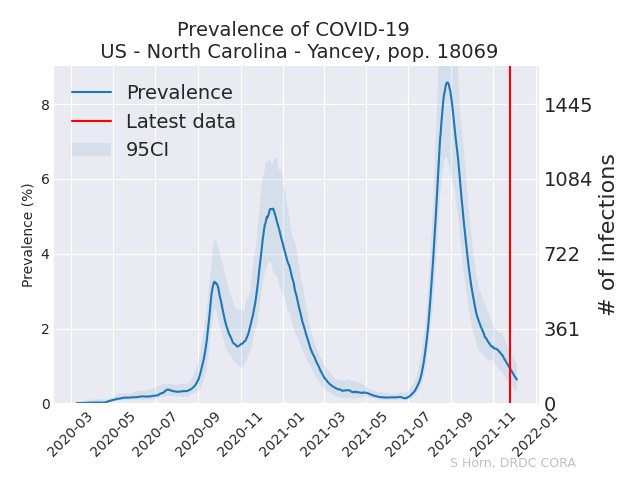 Prevalence of COVID-19
US - North Carolina - Yancey, pop. 18069
Prevalence
Latest data
95CI
Prevalence (%)
8
6
4
2
0
# of infections
1445
1084
722
361
0
2020-03
2020-05
2020-07
2020-09
2020-11
2021-01
2021-03
2021-05
2021-07
2021-09
2021-11
2022-01
S Horn, DRDC CORA